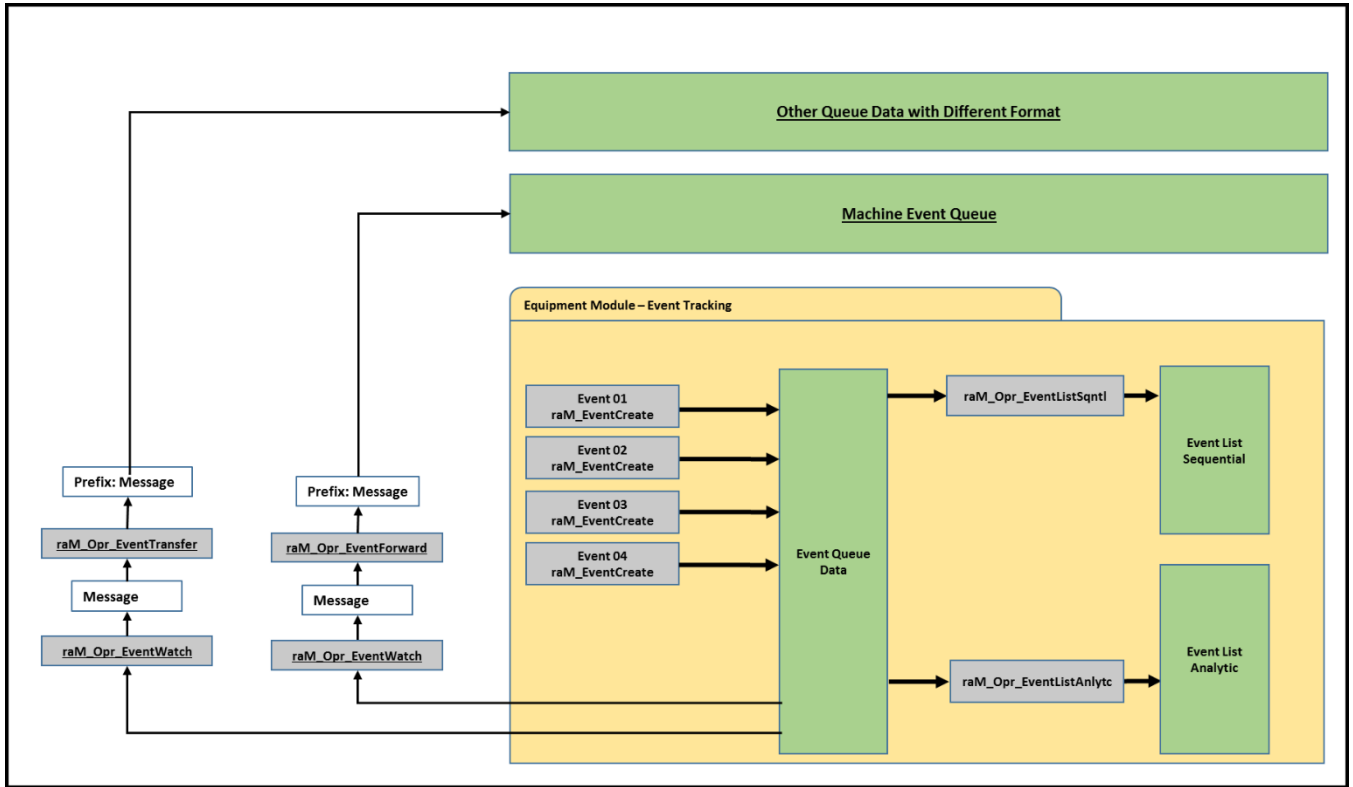 Other Queue Data with Different Format
Machine Event Queue
Equipment Module – Event Tracking
Event 01
raM_EventCreate
Event 02
raM_EventCreate
Event 03
raM_EventCreate
Event 04
raM_EventCreate
Event Queue
Data
raM_Opr_EventListSqntl
Event List
Sequential
raM_Opr_EventListAnlytc
Event List
Analytic
Prefix: Message
raM_Opr_EventTransfer
Message
raM_Opr_EventWatch
Prefix: Message
raM_Opr_EventForward
Message
raM_Opr_EventWatch